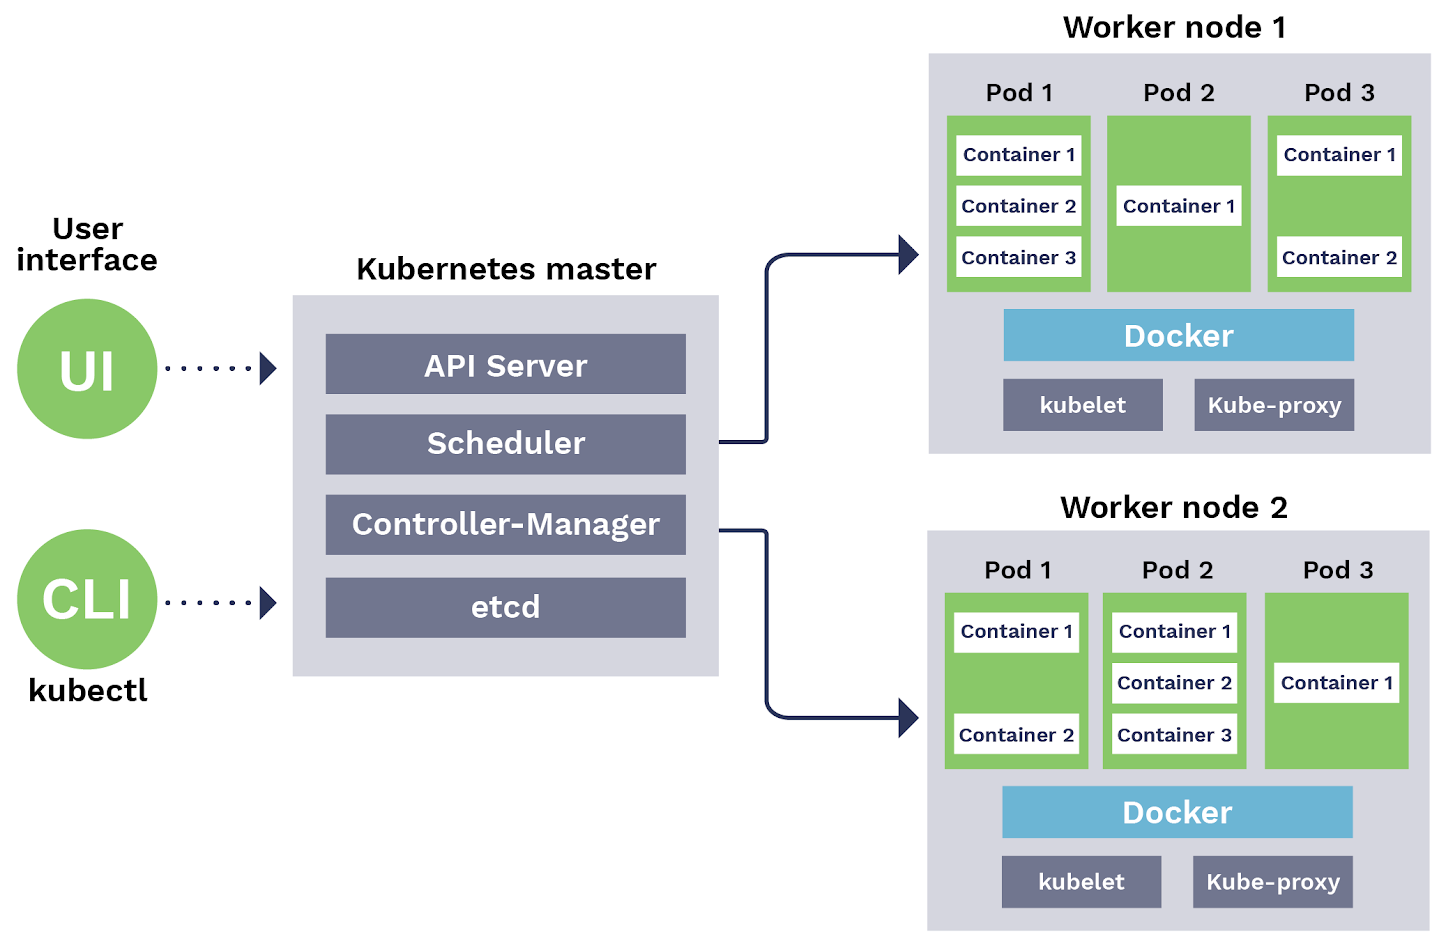 User
interface
UI
CLI
kubectl
Kubernetes master
API Server
Scheduler
Controller-Manager
etcd
Worker node 1
Pod 1
Container 1
Container 2
Container 3
Pod 2
Container 1
Pod 3
Container 1
Container 2
Docker
kubelet
Kube-proxy
Worker node 2
Pod 1
Container 1
Container 2
Pod 2
Container 1
Container 2
Container 3
Pod 3
Container 1
Docker
kubelet
Kube-proxy